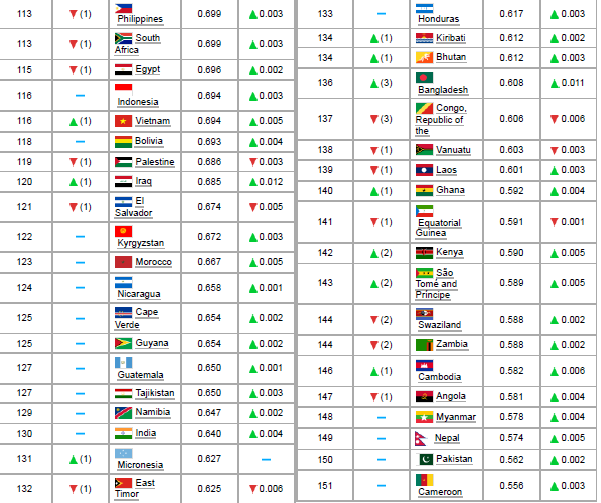 113 ▼ (1) Philippines 0.699 ▲ 0.003
113 ▼ (1) South
Africa 0.699 ▲ 0.003
115 ▼ (1) Egypt 0.696 ▲ 0.002
116 — Indonesia 0.694 ▲ 0.003
116 ▲ (1) Vietnam 0.694 ▲ 0.005
118 — Bolivia 0.693 ▲ 0.004
119 ▼ (1) Palestine 0.686 ▼ 0.003
120 ▲ (1) Iraq 0.685 ▲ 0.012
121 ▼ (1) El
Salvador 0.674 ▼ 0.005
122 — Kyrgyzstan 0.672 ▲ 0.003
123 — Morocco 0.667 ▲ 0.005
124 — Nicaragua 0.658 ▲ 0.001
125 — Cape
Verde 0.654 ▲ 0.002
125 — Guyana 0.654 ▲ 0.002
127 — Guatemala 0.650 ▲ 0.001
127 — Tajikistan 0.650 ▲ 0.003
129 — Namibia 0.647 ▲ 0.002
130 — India 0.640 ▲ 0.004
131 ▲ (1) Micronesia 0.627 —
132 ▼ (1) East
Timor 0.625 ▼ 0.006
133 — Honduras 0.617 ▲ 0.003
134 ▲ (1) Kiribati 0.612 ▲ 0.002
134 ▲ (1) Bhutan 0.612 ▲ 0.003
136 ▲ (3) Bangladesh 0.608 ▲ 0.011
137 ▼ (3) Congo,
Republic of
the 0.606 ▼ 0.006
138 ▼ (1) Vanuatu 0.603 ▼ 0.003
139 ▼ (1) Laos 0.601 ▲ 0.003
140 ▲ (1) Ghana 0.592 ▲ 0.004
141 ▼ (1) Equatorial
Guinea 0.591 ▼ 0.001
142 ▲ (2) Kenya 0.590 ▲ 0.005
143 ▲ (2) São
Tomé and
Príncipe 0.589 ▲ 0.005
144 ▼ (2) Swaziland 0.588 ▲ 0.002
144 ▼ (2) Zambia 0.588 ▲ 0.002
146 ▲ (1) Cambodia 0.582 ▲ 0.006
147 ▼ (1) Angola 0.581 ▲ 0.004
148 — Myanmar 0.578 ▲ 0.004
149 — Nepal 0.574 ▲ 0.005
150 — Pakistan 0.562 ▲ 0.002
151 — Cameroon 0.556 ▲ 0.003